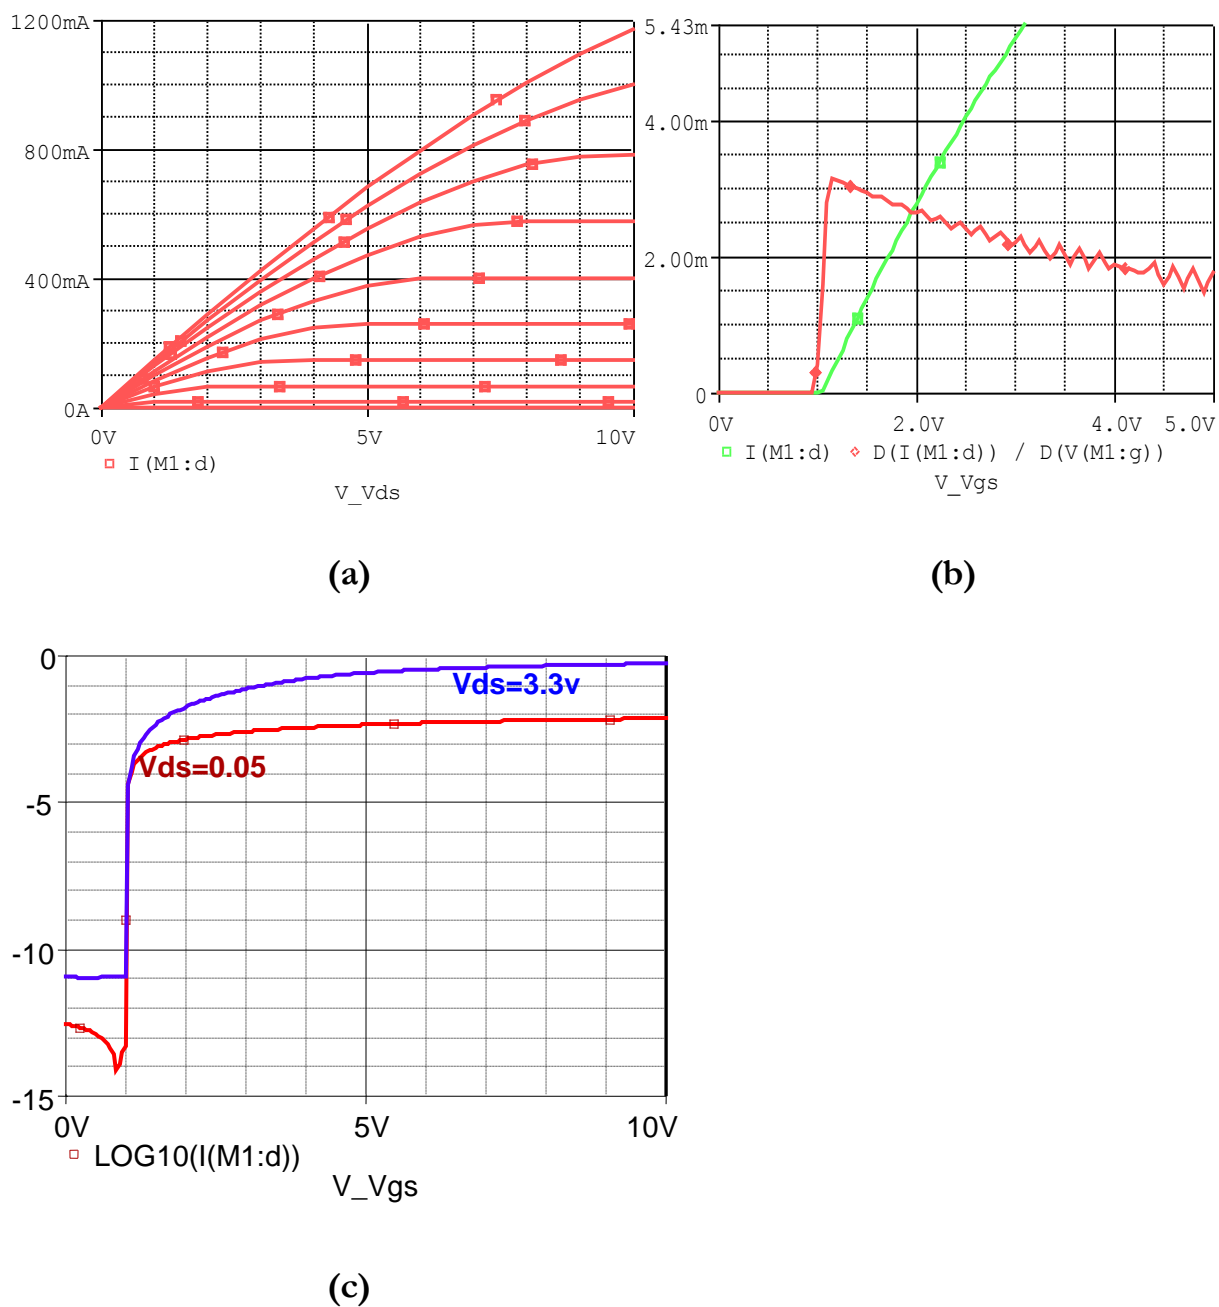 1200mA
800mA
400mA
0A
0V 5V 10V
I(M1:d)
V_Vds
(a)
5.43m
4.00m
2.00m
0
0V 2.0V 4.0V 5.0V
I(M1:d) D(I(M1:d)) / D(V(M1:g))
V_Vgs
(b)
0
-5
-10
-15
Vds=3.3v
Vds=0.05
0V 5V 10V
LOG10(I(M1:d))
V_Vgs
(c)